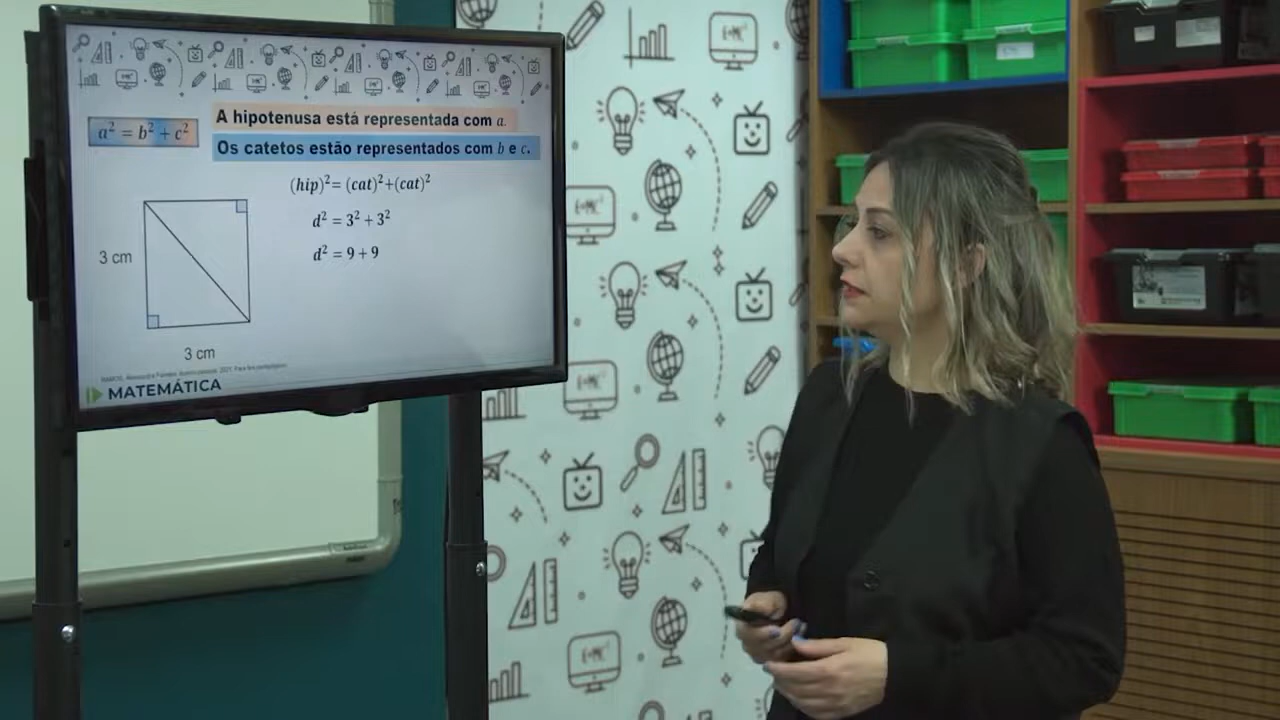 a² = b² + c²
A hipotenusa está representada com a.
Os catetos estão representados com b e c.
(hip)²= (cat)²+(cat)²
d² = 3² + 3²
d² = 9 + 9
3 cm
3 cm
MATEMÁTICA